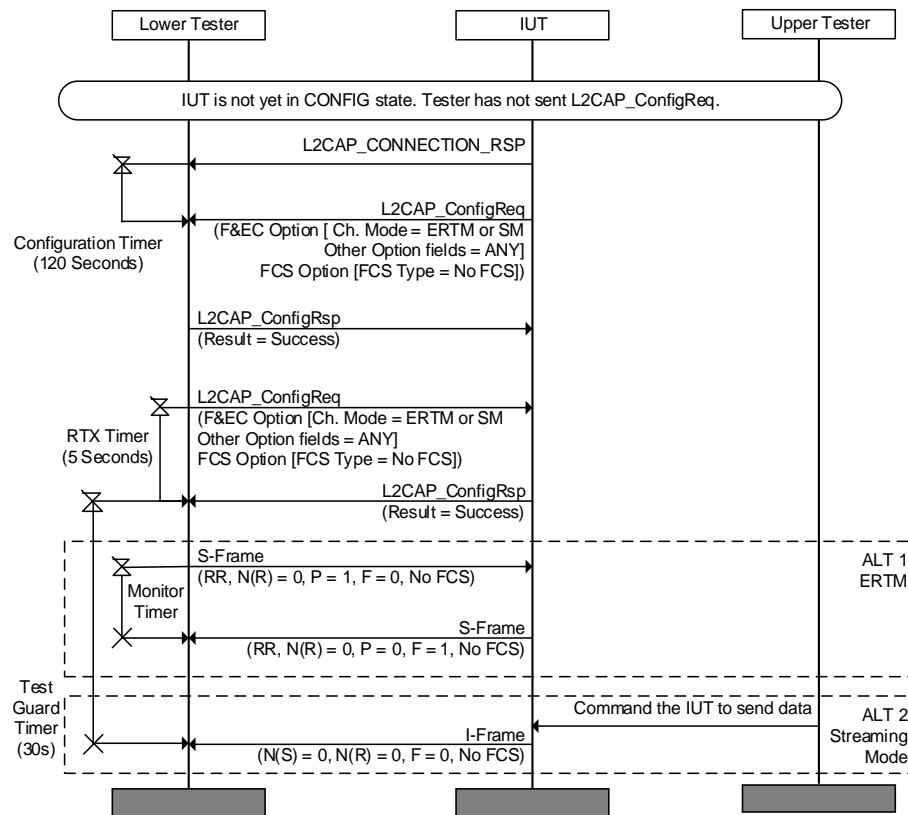 Lower Tester
IUT
Upper Tester
IUT is not yet in CONFIG state. Tester has not sent L2CAP_ConfigReq.
L2CAP_CONNECTION_RSP
L2CAP_ConfigReq
(F&EC Option [ Ch. Mode = ERTM or SM
Other Option fields = ANY]
FCS Option [FCS Type = No FCS])
Configuration Timer
(120 Seconds)
L2CAP_ConfigRsp
(Result = Success)
L2CAP_ConfigReq
(F&EC Option [Ch. Mode = ERTM or SM
Other Option fields = ANY]
FCS Option [FCS Type = No FCS])
RTX Timer
(5 Seconds)
L2CAP_ConfigRsp
(Result = Success)
ALT 1
ERTM
S-Frame
(RR, N(R) = 0, P = 1, F = 0, No FCS)
Monitor
Timer
S-Frame
(RR, N(R) = 0, P = 0, F = 1, No FCS)
Test
Guard
Timer
(30s)
Command the IUT to send data
ALT 2
Streaming
Mode
I-Frame
(N(S) = 0, N(R) = 0, F = 0, No FCS)